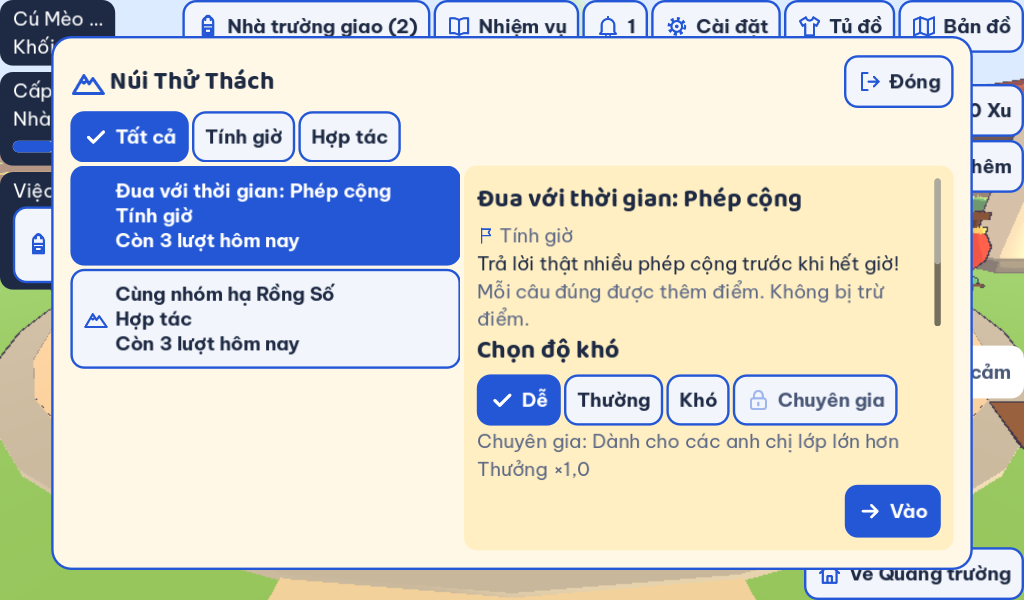 Cú Mèo ...
Khối
Nhà trường giao (2)
Nhiệm vụ
1
Cài đặt
Tủ đồ
Bản đồ
Cấp
Nhà
Xu
Việc
Núi Thử Thách
Đóng
Tất cả
Tính giờ
Hợp tác
Đua với thời gian: Phép cộng
Tính giờ
Còn 3 lượt hôm nay
Cùng nhóm hạ Rồng Số
Hợp tác
Còn 3 lượt hôm nay
Đua với thời gian: Phép cộng
Tính giờ
Trả lời thật nhiều phép cộng trước khi hết giờ!
Mỗi câu đúng được thêm điểm. Không bị trừ
điểm.
Chọn độ khó
Dễ
Thường
Khó
Chuyên gia
Chuyên gia: Dành cho các anh chị lớp lớn hơn
Thưởng ×1,0
Vào
cảm
Về Quảng trường